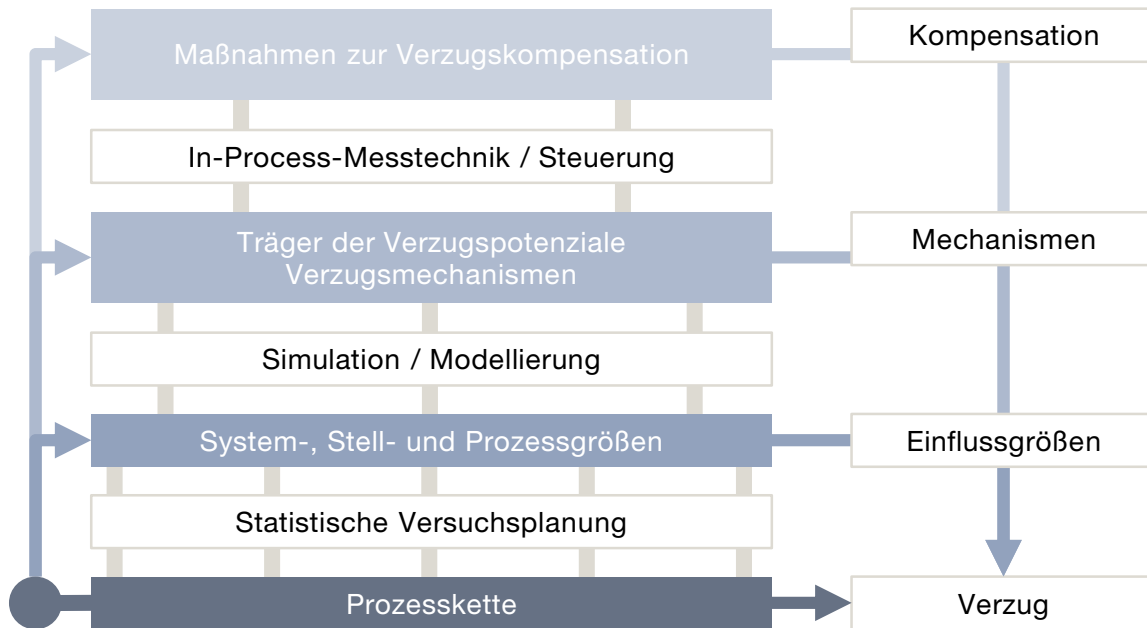 Maßnahmen zur Verzugskompensation
Kompensation
In-Process-Messtechnik / Steuerung
Träger der Verzugspotenziale
Verzugsmechanismen
Mechanismen
Simulation / Modellierung
System-, Stell- und Prozessgrößen
Einflussgrößen
Statistische Versuchsplanung
Prozesskette
Verzug